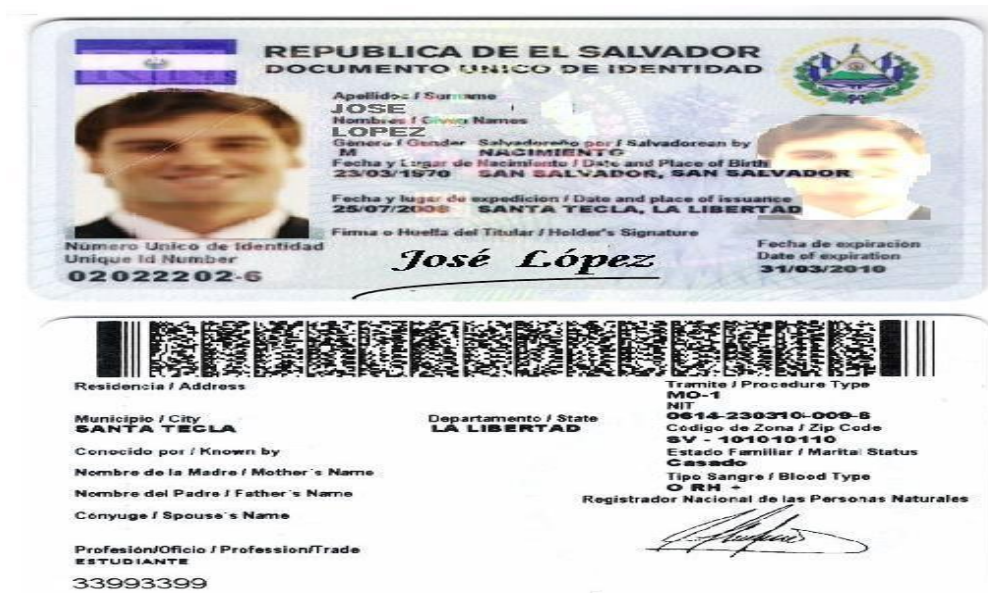 REPUBLICA DE EL SALVADOR
DOCUMENTO UNICO DE IDENTIDAD
Apellidos / Surname
JOSE
Nombres / Given Names
LOPEZ
Género / Gender Salvadoreño por / Salvadorean by
M NACIMIENTO
Fecha y Lugar de Nacimiento / Date and Place of Birth
23/03/1970 SAN SALVADOR, SAN SALVADOR
Fecha y lugar de expedicion / Date and place of issuance
25/07/2008 SANTA TECLA, LA LIBERTAD
Firma o Huella del Titular / Holder's Signature
José López
Número Unico de Identidad
Unique Id Number
02022202-6
Fecha de expiración
Date of expiration
31/03/2010
Residencia / Address
Municipio / City
SANTA TECLA
Departamento / State
LA LIBERTAD
Conocido por / Known by
Nombre de la Madre / Mother´s Name
Nombre del Padre / Father´s Name
Cónyuge / Spouse´s Name
Profesión/Oficio / Profession/Trade
ESTUDIANTE
33993399
Tramite / Procedure Type
MO-1
NIT
0614-230310-009-8
Código de Zona / Zip Code
SV - 101010110
Estado Familiar / Marital Status
Casado
Tipo Sangre / Blood Type
O RH +
Registrador Nacional de las Personas Naturales